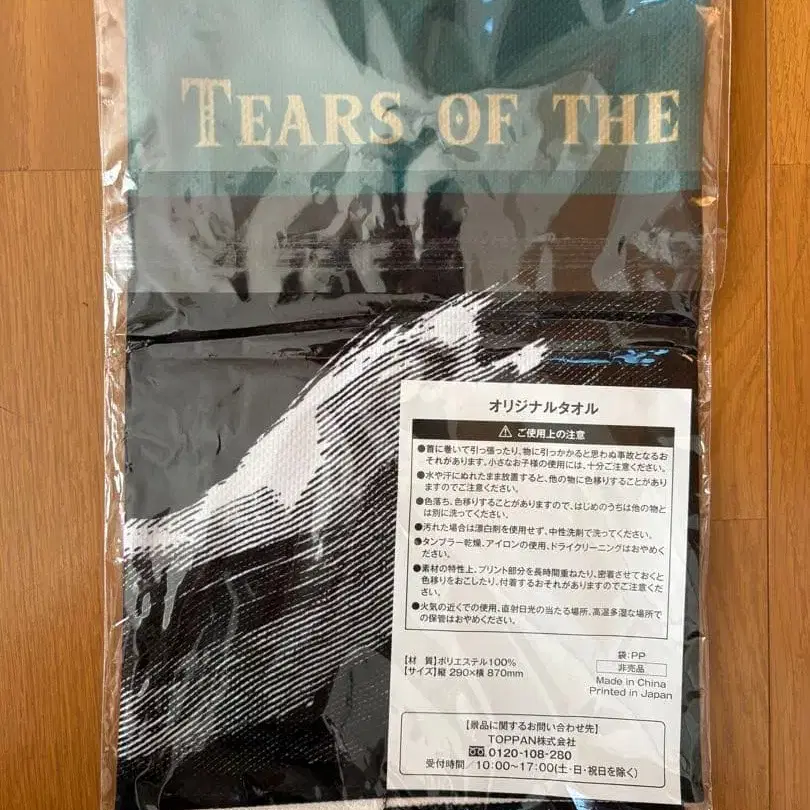 TEARS OF THE
オリジナルタオル
⚠ ご使用上の注意
●首に巻いて引っ張ったり、物に引っかかると思わぬ事故となるお
それがあります。小さなお子様の使用には、十分ご注意ください。
●水や汗にぬれたまま放置すると、他の物に色移りすることがあり
ますのでご注意ください。
●色落ち、色移りすることがありますので、はじめのうちは他の物と
は別に洗ってください。
●汚れた場合は漂白剤を使用せず、中性洗剤で洗ってください。
●タンブラー乾燥、アイロンの使用、ドライクリーニングはおやめく
ださい。
●素材の特性上、プリント部分を長時間重ねたり、密着させておくと
色移りをおこしたり、付着するおそれがありますのでご注意くださ
い。
●火気の近くでの使用、直射日光の当たる場所、高温多湿な場所で
の保管はおやめください。
【材　質】ポリエステル100%
【サイズ】縦 290×横 870mm
袋：PP
非売品
Made in China
Printed in Japan
【景品に関するお問い合わせ先】
TOPPAN株式会社
0120-108-280
受付時間／10:00〜17:00(土・日・祝日を除く)